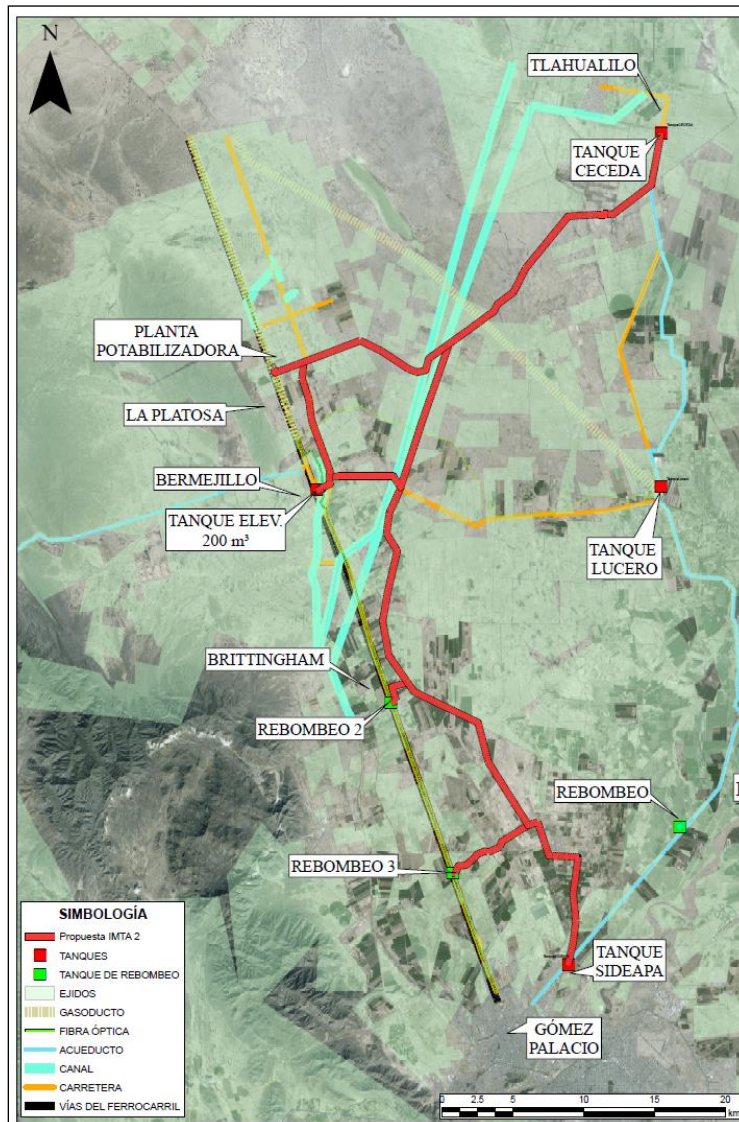 N
TLAHUALILO
TANQUE
CECEDA
PLANTA
POTABILIZADORA
LA PLATOSA
BERMEJILLO
TANQUE ELEV.
200 m³
TANQUE
LUCERO
BRITTINGHAM
REBOMBEO 2
REBOMBEO
REBOMBEO 3
TANQUE
SIDEAPA
GÓMEZ
PALACIO
SIMBOLOGÍA
Propuesta IMTA 2
TANQUES
TANQUE DE REBOMBEO
EJIDOS
GASODUCTO
FIBRA ÓPTICA
ACUEDUCTO
CANAL
CARRETERA
VÍAS DEL FERROCARRIL
0 2.5 5 10 15 20
km